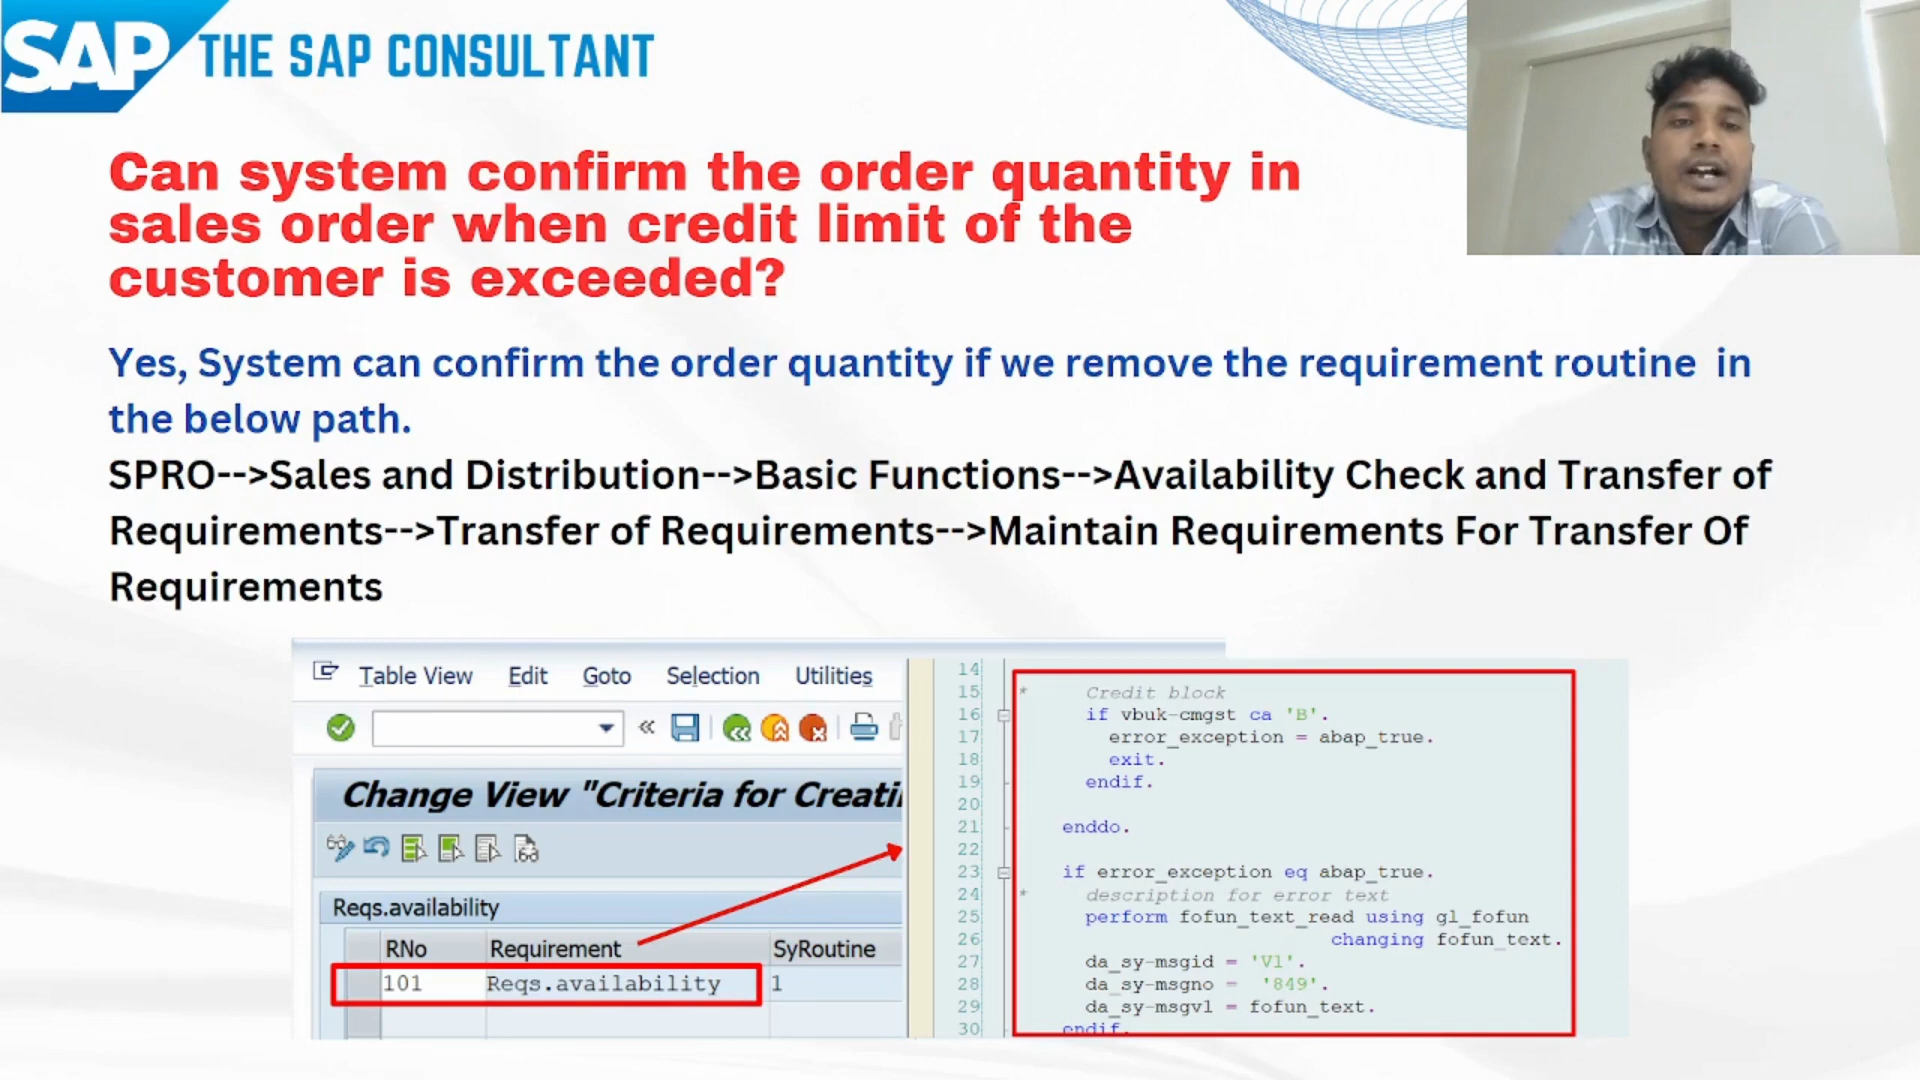 SAP THE SAP CONSULTANT
Can system confirm the order quantity in
sales order when credit limit of the
customer is exceeded?
Yes, System can confirm the order quantity if we remove the requirement routine in
the below path.
SPRO-->Sales and Distribution-->Basic Functions-->Availability Check and Transfer of
Requirements-->Transfer of Requirements-->Maintain Requirements For Transfer Of
Requirements
Table View Edit Goto Selection Utilities
Change View "Criteria for
Reqs.availability
RNo Requirement SyRoutine
101 Reqs.availability 1
14
15 * Credit block
16 if vbuk-cmgst ca 'B'.
17 error_exception = abap_true.
18 exit.
19 endif.
20
21 enddo.
22
23 if error_exception eq abap_true.
24 * description for error text
25 perform fofun_text_read using gl_fofun
26 changing fofun_text.
27 da_sy-msgid = 'V1'.
28 da_sy-msgno = '849'.
29 da_sy-msgv1 = fofun_text.
30 endif.